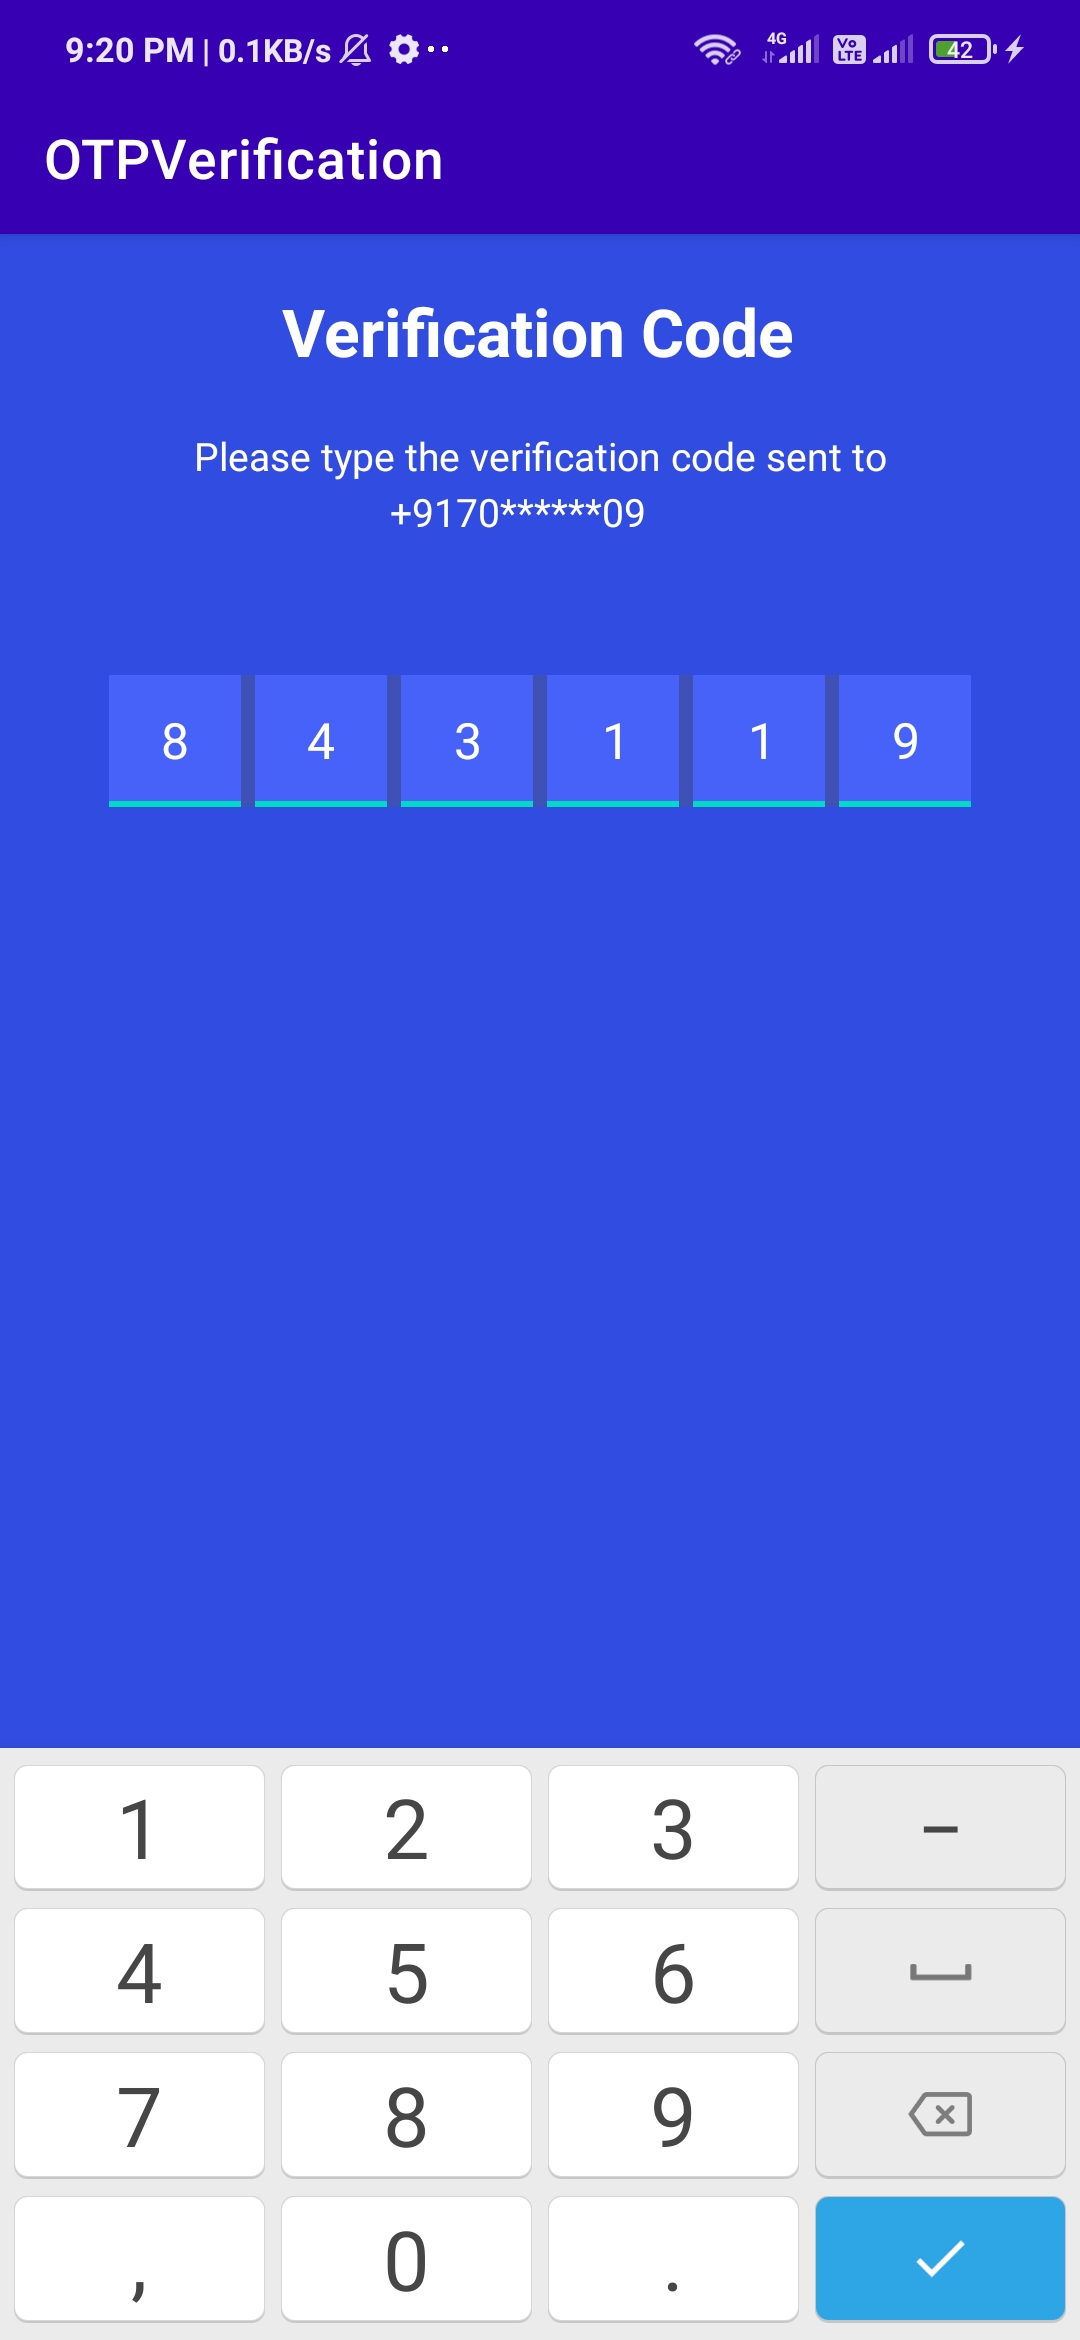 9:20 PM | 0.1KB/s 4G Vo LTE 42
OTPVerification
Verification Code
Please type the verification code sent to
+9170******09
8 4 3 1 1 9
1 2 3 –
4 5 6
7 8 9
, 0 .